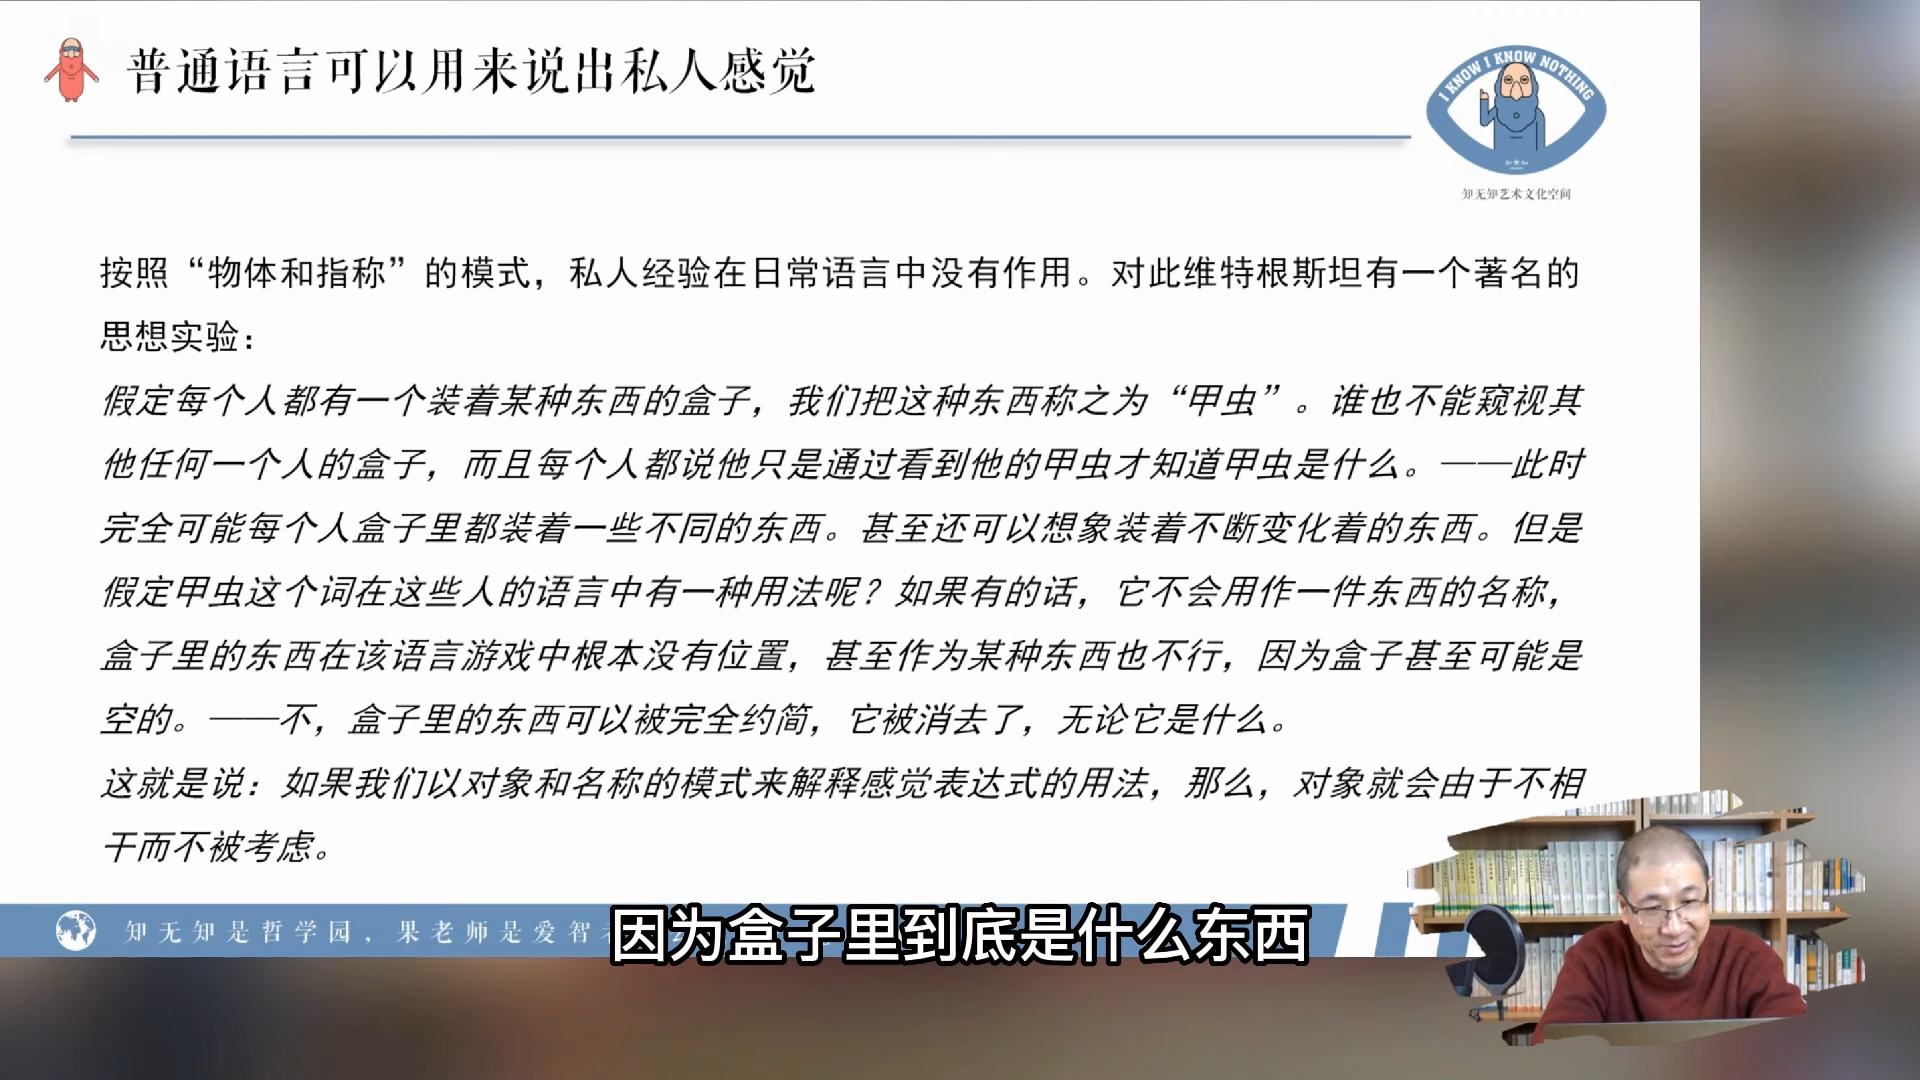 普通语言可以用来说出私人感觉
I KNOW I KNOW NOTHING
知无知
知无知艺术文化空间
按照“物体和指称”的模式，私人经验在日常语言中没有作用。对此维特根斯坦有一个著名的
思想实验：
假定每个人都有一个装着某种东西的盒子，我们把这种东西称之为“甲虫”。谁也不能窥视其
他任何一个人的盒子，而且每个人都说他只是通过看到他的甲虫才知道甲虫是什么。——此时
完全可能每个人盒子里都装着一些不同的东西。甚至还可以想象装着不断变化着的东西。但是
假定甲虫这个词在这些人的语言中有一种用法呢？如果有的话，它不会用作一件东西的名称，
盒子里的东西在该语言游戏中根本没有位置，甚至作为某种东西也不行，因为盒子甚至可能是
空的。——不，盒子里的东西可以被完全约简，它被消去了，无论它是什么。
这就是说：如果我们以对象和名称的模式来解释感觉表达式的用法，那么，对象就会由于不相
干而不被考虑。
知无知是哲学园，果老师是爱智
因为盒子里到底是什么东西